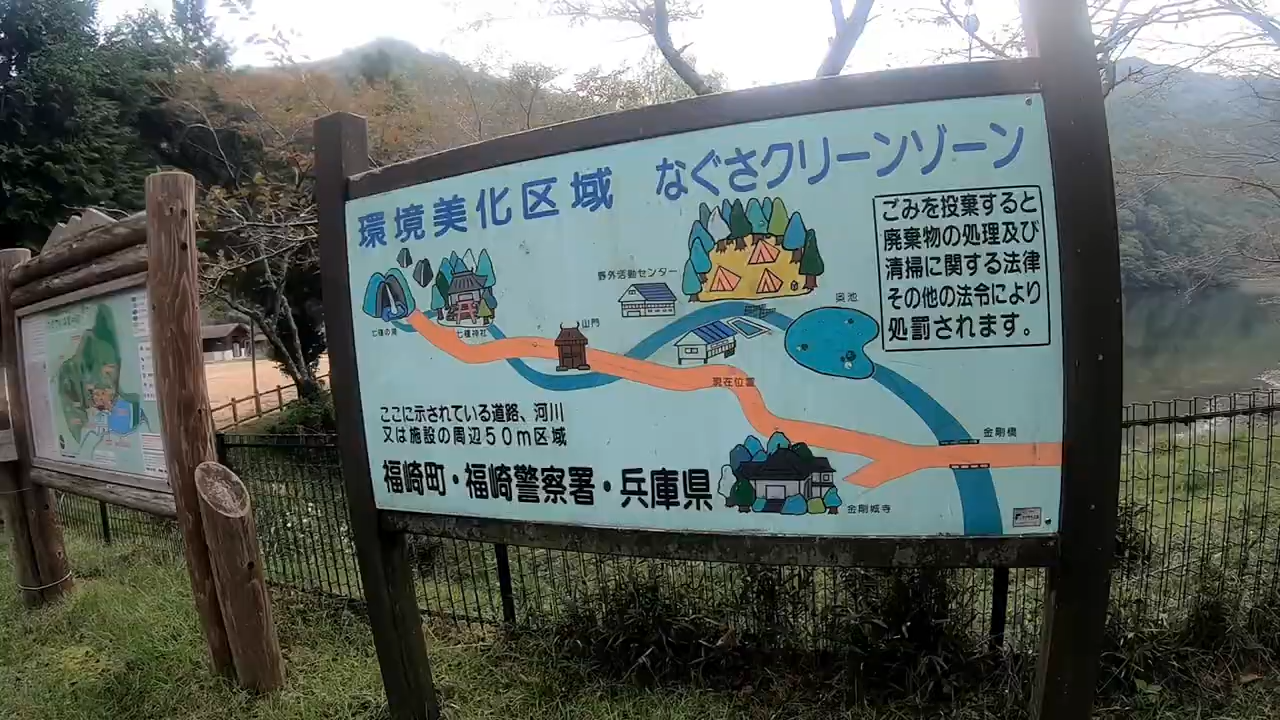 環境美化区域 なぐさクリーンゾーン
ごみを投棄すると
廃棄物の処理及び
清掃に関する法律
その他の法令により
処罰されます。
野外活動センター
奥池
七種の滝
七種神社
山門
現在位置
金剛橋
ここに示されている道路、河川
又は施設の周辺50m区域
福崎町・福崎警察署・兵庫県
金剛城寺